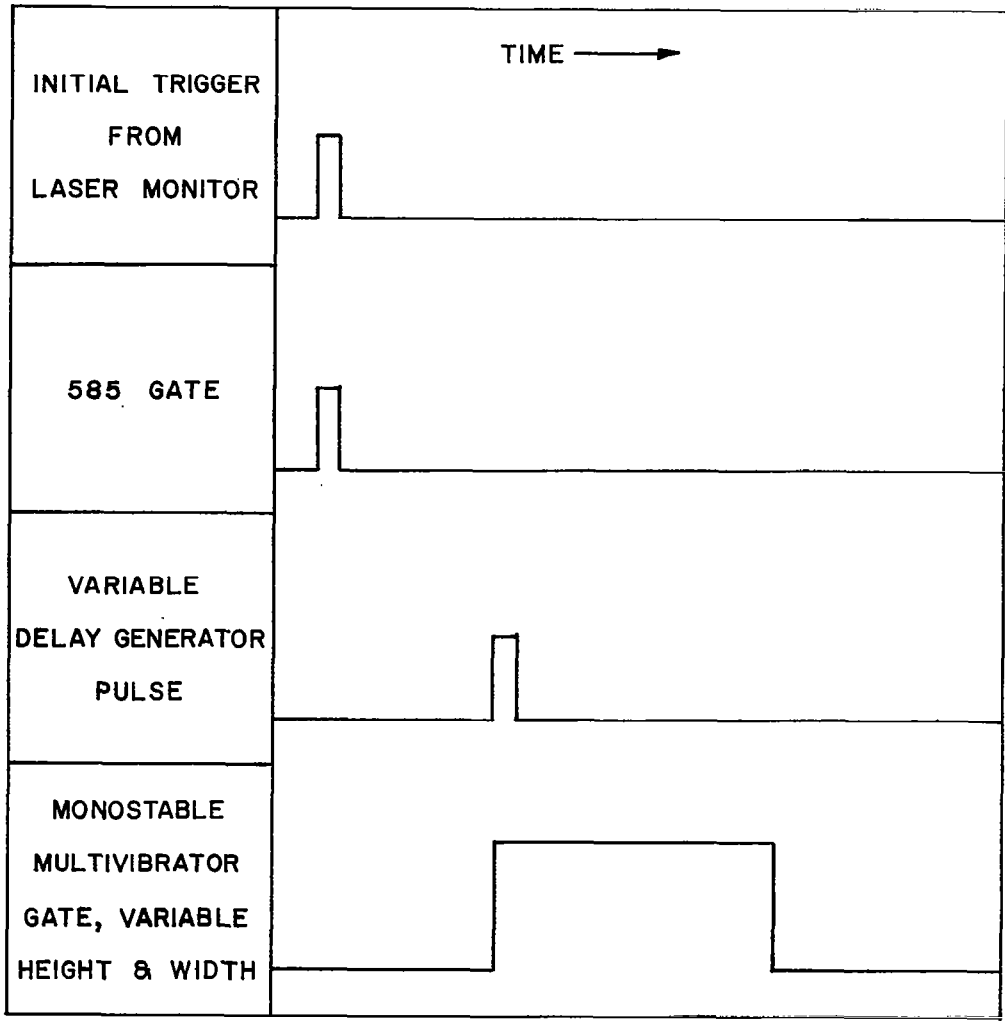 TIME
INITIAL TRIGGER
FROM
LASER MONITOR
585 GATE
VARIABLE
DELAY GENERATOR
PULSE
MONOSTABLE
MULTIVIBRATOR
GATE, VARIABLE
HEIGHT & WIDTH